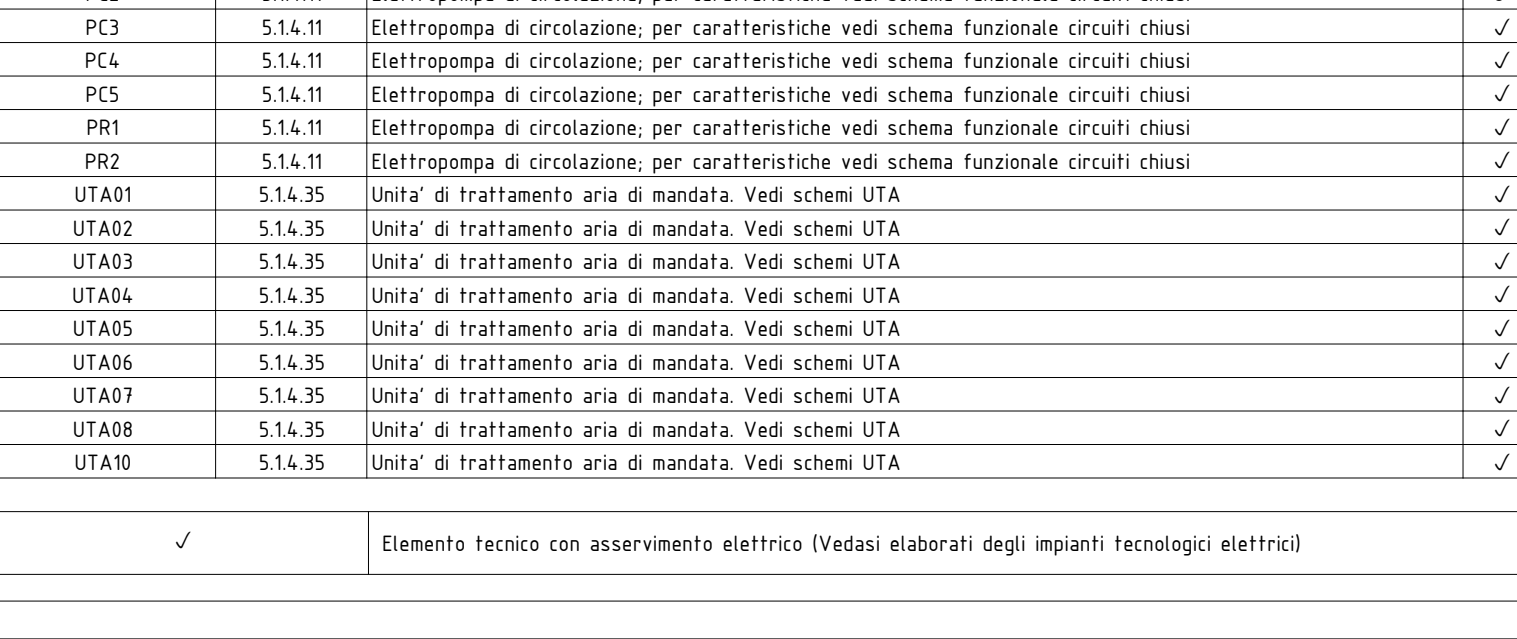 PC3 5.1.4.11 Elettropompa di circolazione; per caratteristiche vedi schema funzionale circuiti chiusi ✓
PC4 5.1.4.11 Elettropompa di circolazione; per caratteristiche vedi schema funzionale circuiti chiusi ✓
PC5 5.1.4.11 Elettropompa di circolazione; per caratteristiche vedi schema funzionale circuiti chiusi ✓
PR1 5.1.4.11 Elettropompa di circolazione; per caratteristiche vedi schema funzionale circuiti chiusi ✓
PR2 5.1.4.11 Elettropompa di circolazione; per caratteristiche vedi schema funzionale circuiti chiusi ✓
UTA01 5.1.4.35 Unita' di trattamento aria di mandata. Vedi schemi UTA ✓
UTA02 5.1.4.35 Unita' di trattamento aria di mandata. Vedi schemi UTA ✓
UTA03 5.1.4.35 Unita' di trattamento aria di mandata. Vedi schemi UTA ✓
UTA04 5.1.4.35 Unita' di trattamento aria di mandata. Vedi schemi UTA ✓
UTA05 5.1.4.35 Unita' di trattamento aria di mandata. Vedi schemi UTA ✓
UTA06 5.1.4.35 Unita' di trattamento aria di mandata. Vedi schemi UTA ✓
UTA07 5.1.4.35 Unita' di trattamento aria di mandata. Vedi schemi UTA ✓
UTA08 5.1.4.35 Unita' di trattamento aria di mandata. Vedi schemi UTA ✓
UTA10 5.1.4.35 Unita' di trattamento aria di mandata. Vedi schemi UTA ✓
✓ Elemento tecnico con asservimento elettrico (Vedasi elaborati degli impianti tecnologici elettrici)